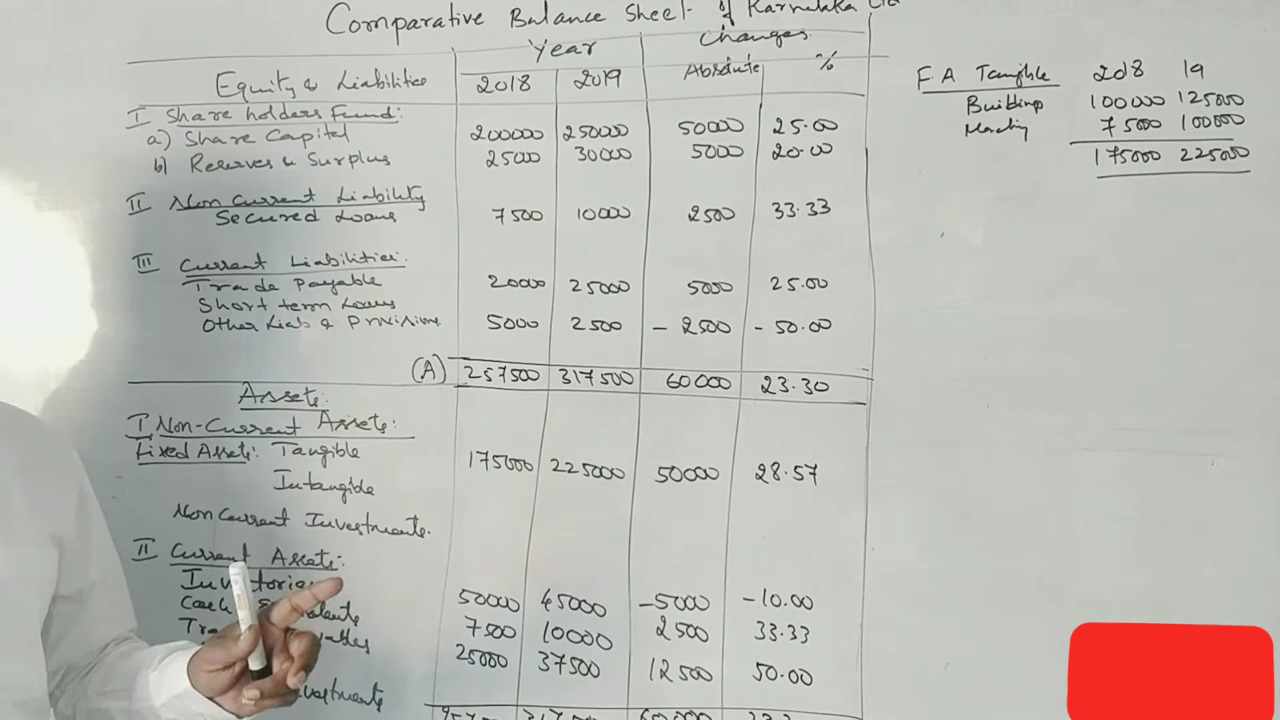 Comparative Balance Sheet of Karnataka Ltd
Year Changes
Equity & Liabilities 2018 2019 Absolute %
I Share holders Fund:
a) Share Capital 200000 250000 50000 25.00
b) Reserves & Surplus 25000 30000 5000 20.00
II Non Current Liability
Secured Loans 7500 10000 2500 33.33
III Current Liabilities:
Trade Payable 20000 25000 5000 25.00
Short term Loans
Other Liab & Provisions 5000 2500 - 2500 - 50.00
(A) 257500 317500 60000 23.30
Assets:
I Non-Current Assets:
Fixed Assets: Tangible 175000 225000 50000 28.57
Intangible
Non Current Investments.
II Current Assets:
50000 45000 -5000 -10.00
Cash 7500 10000 2500 33.33
25000 37500 12500 50.00
317500 60000
F A Tangible 2018 19
Buildings 100000 125000
75000 100000
175000 225000